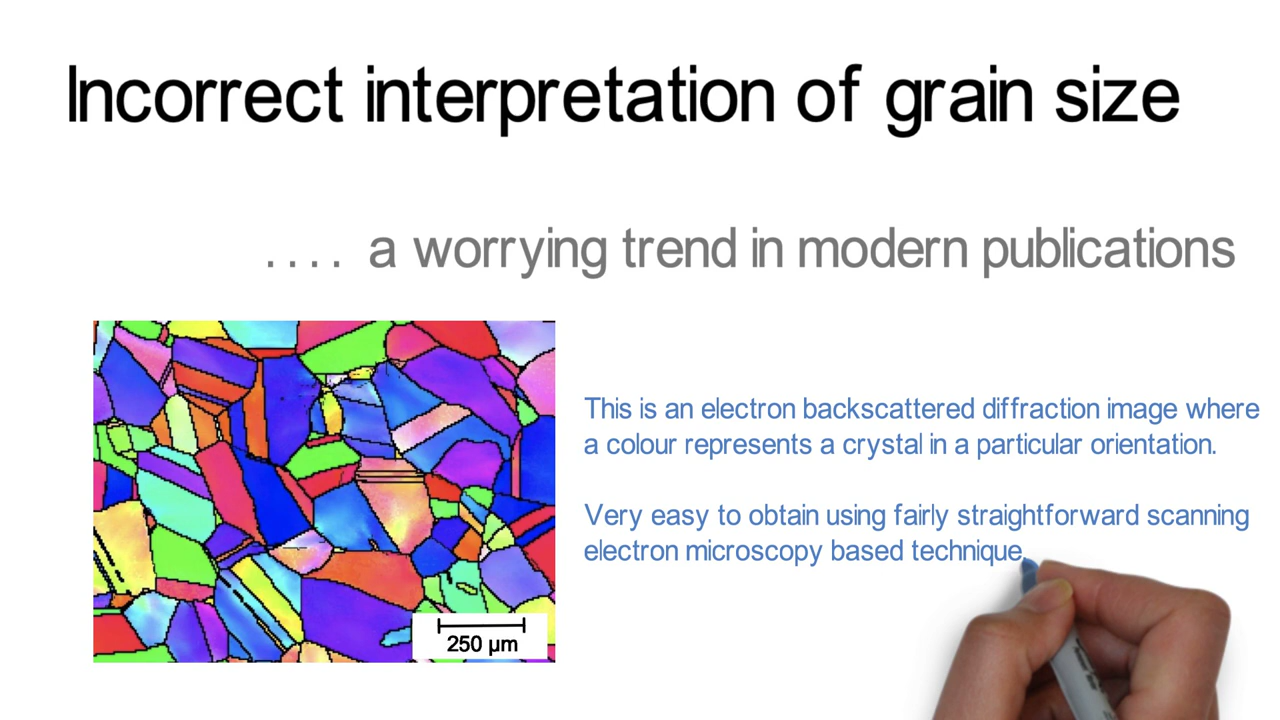 Incorrect interpretation of grain size
.... a worrying trend in modern publications
This is an electron backscattered diffraction image where
a colour represents a crystal in a particular orientation.
Very easy to obtain using fairly straightforward scanning
electron microscopy based technique.
250 µm